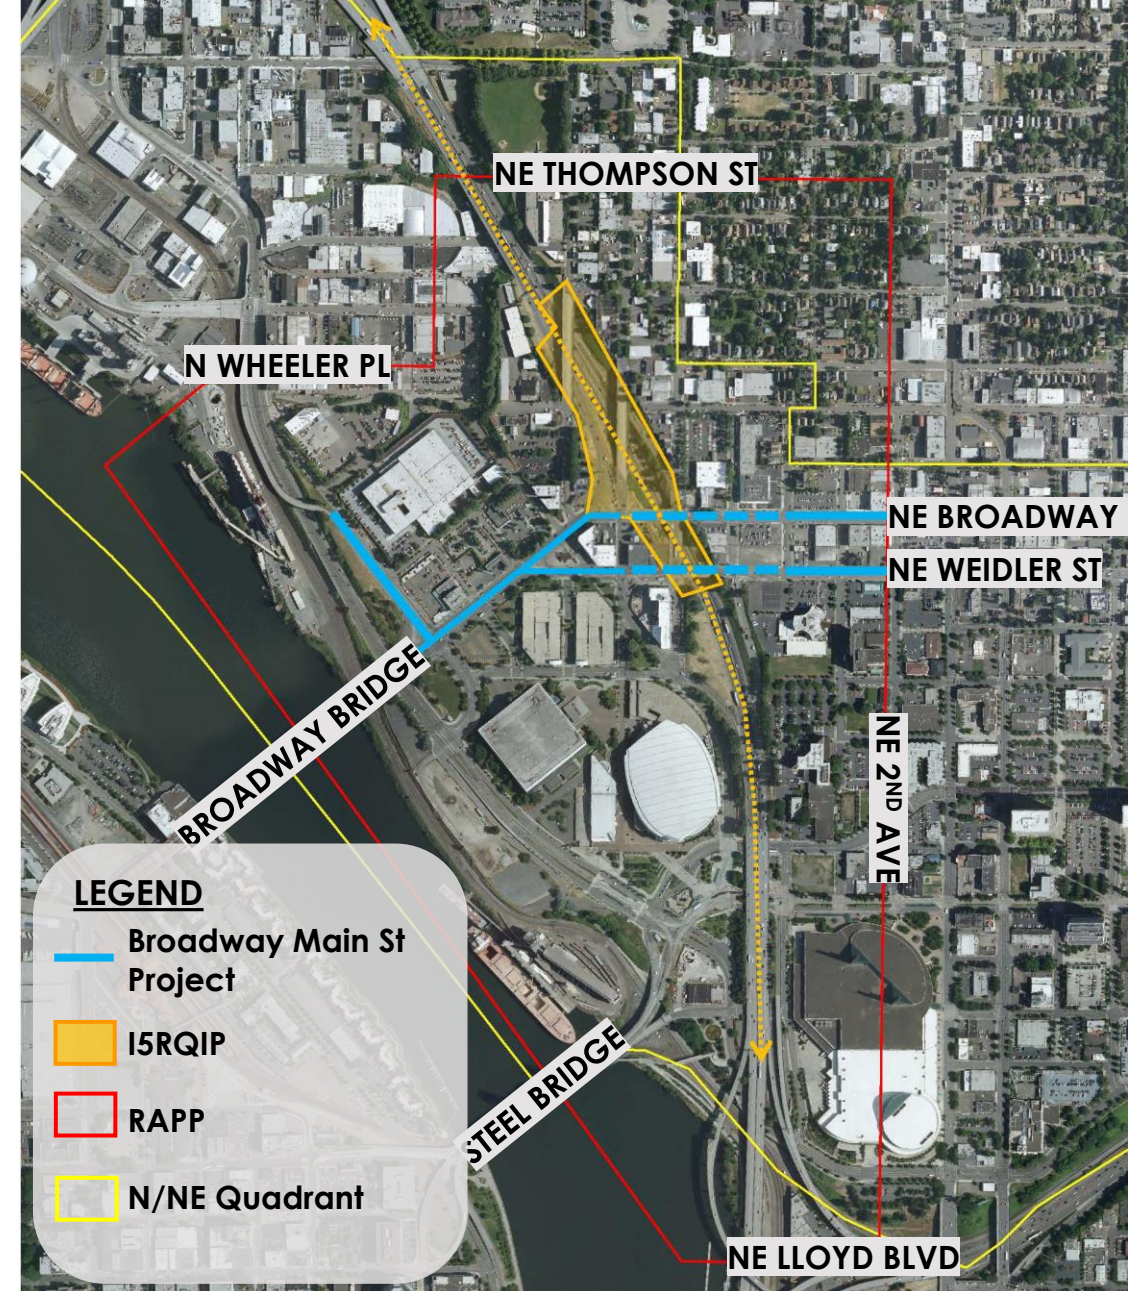 NE THOMPSON ST
N WHEELER PL
NE BROADWAY
NE WEIDLER ST
BROADWAY BRIDGE
NE 2ND AVE
STEEL BRIDGE
NE LLOYD BLVD
LEGEND
Broadway Main St
Project
I5RQIP
RAPP
N/NE Quadrant